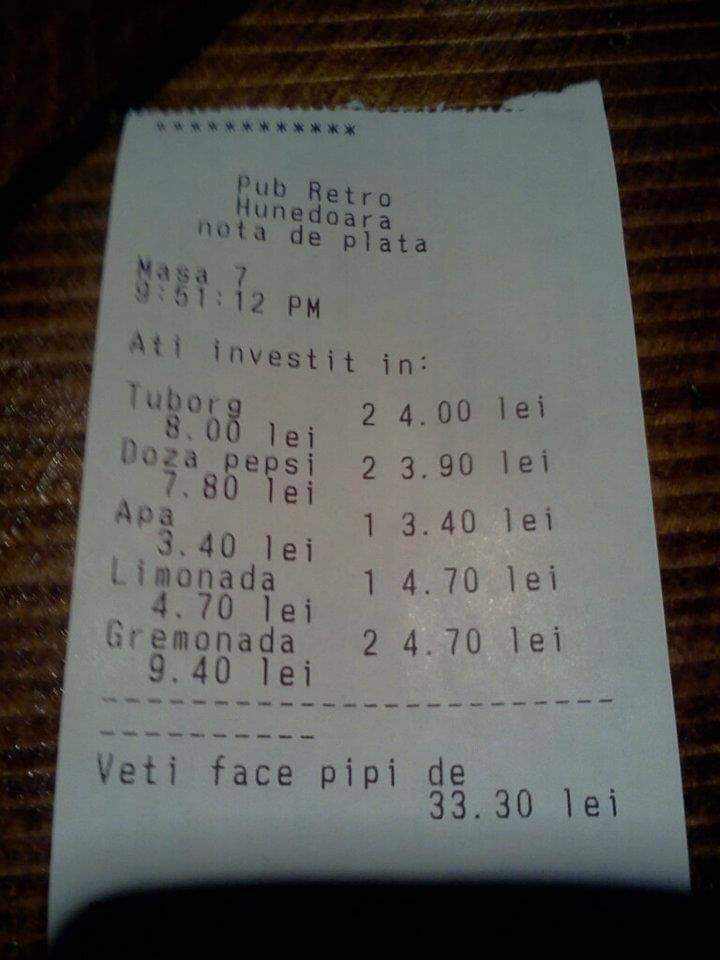 ************
Pub Retro
Hunedoara
nota de plata
Masa 7
9:51:12 PM
Ati investit in:
Tuborg 2 4.00 lei
8.00 lei
Doza pepsi 2 3.90 lei
7.80 lei
Apa 1 3.40 lei
3.40 lei
Limonada 1 4.70 lei
4.70 lei
Gremonada 2 4.70 lei
9.40 lei
------------------------
----------
Veti face pipi de
33.30 lei